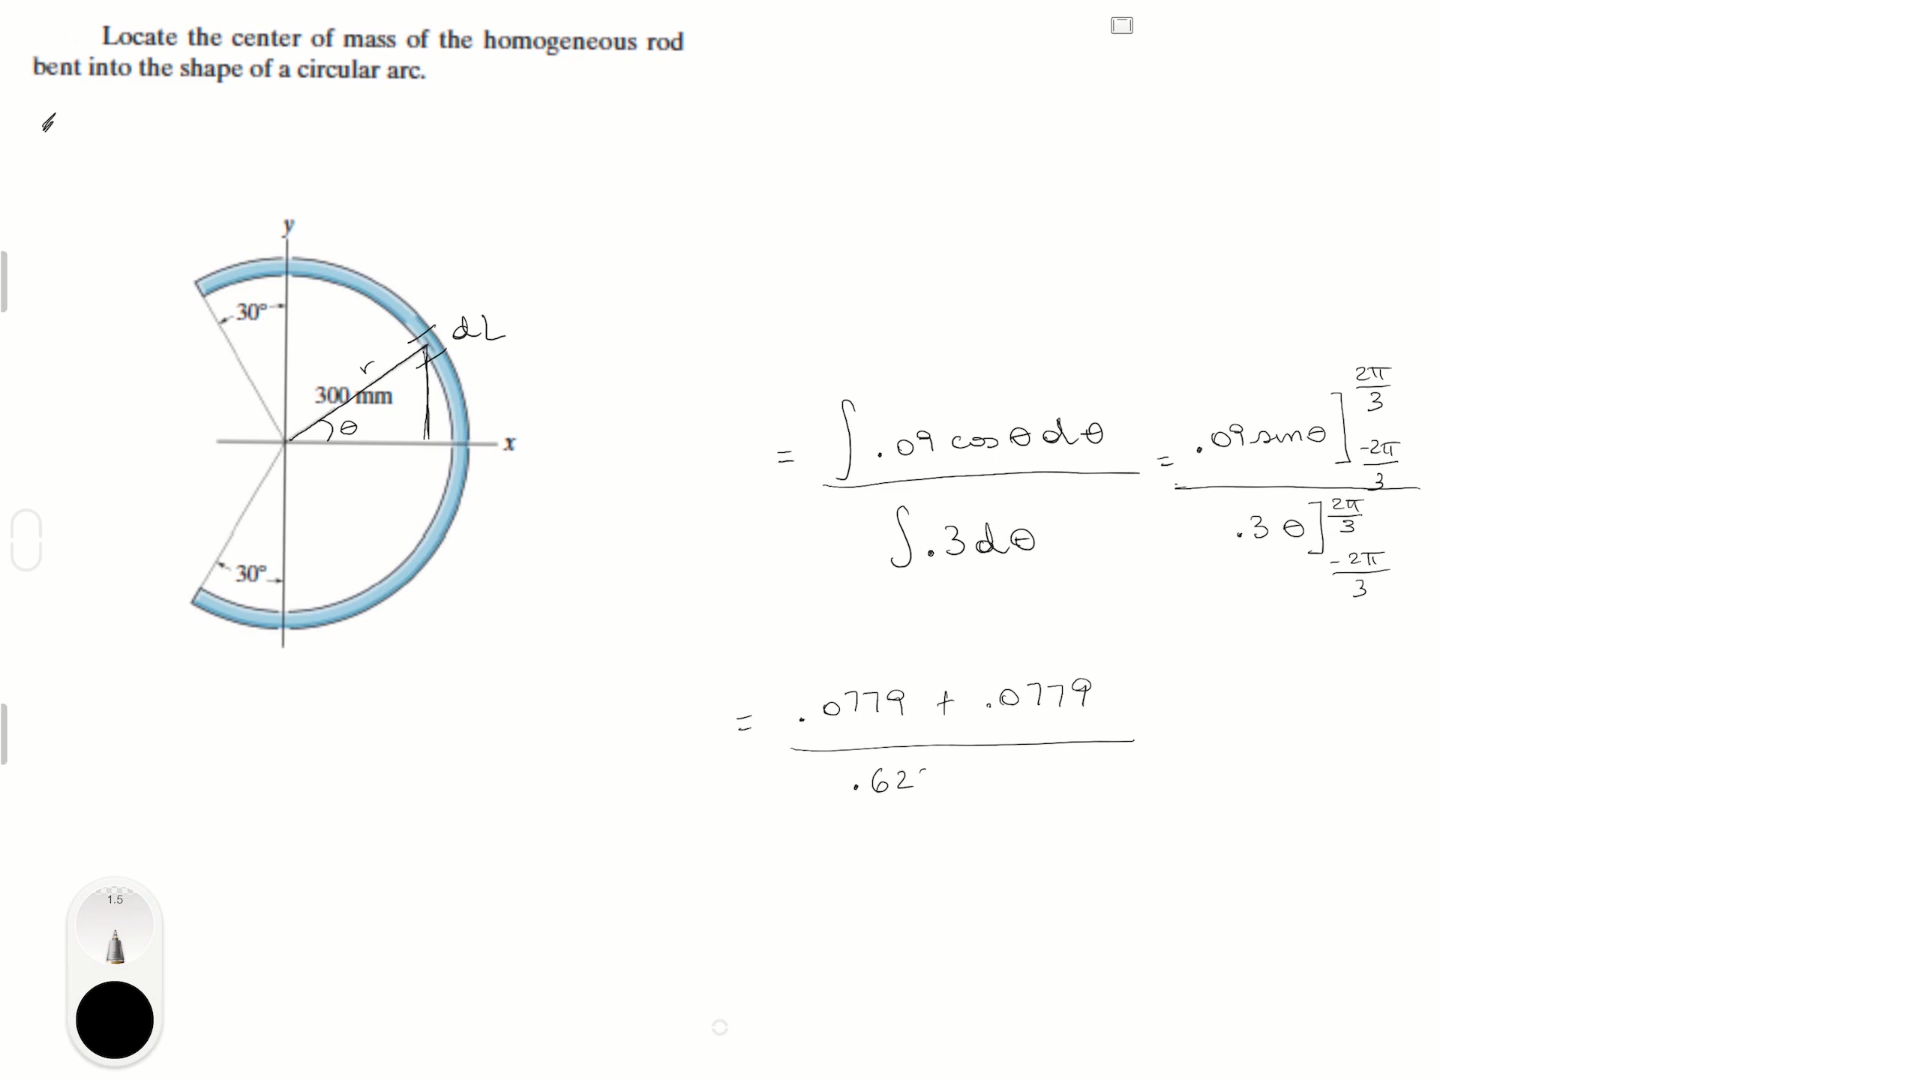 Locate the center of mass of the homogeneous rod
bent into the shape of a circular arc.
y
30°
dL
r
300 mm
θ
x
30°
= ∫ .09 cos θ dθ / ∫ .3 dθ = .09 sin θ ] 2π/3 -2π/3 / .3 θ ] 2π/3 -2π/3
= .0779 + .0779 / .62
1.5